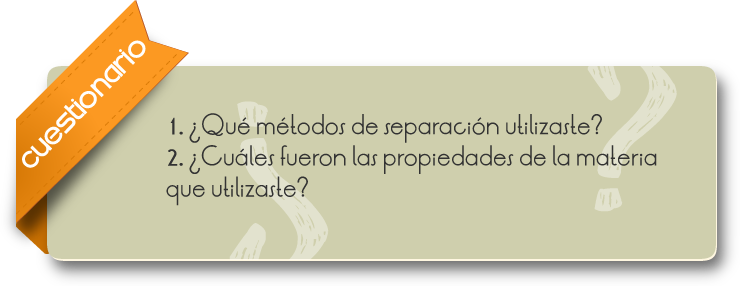 cuestionario
1. ¿Qué métodos de separación utilizaste?
2. ¿Cuáles fueron las propiedades de la materia
que utilizaste?